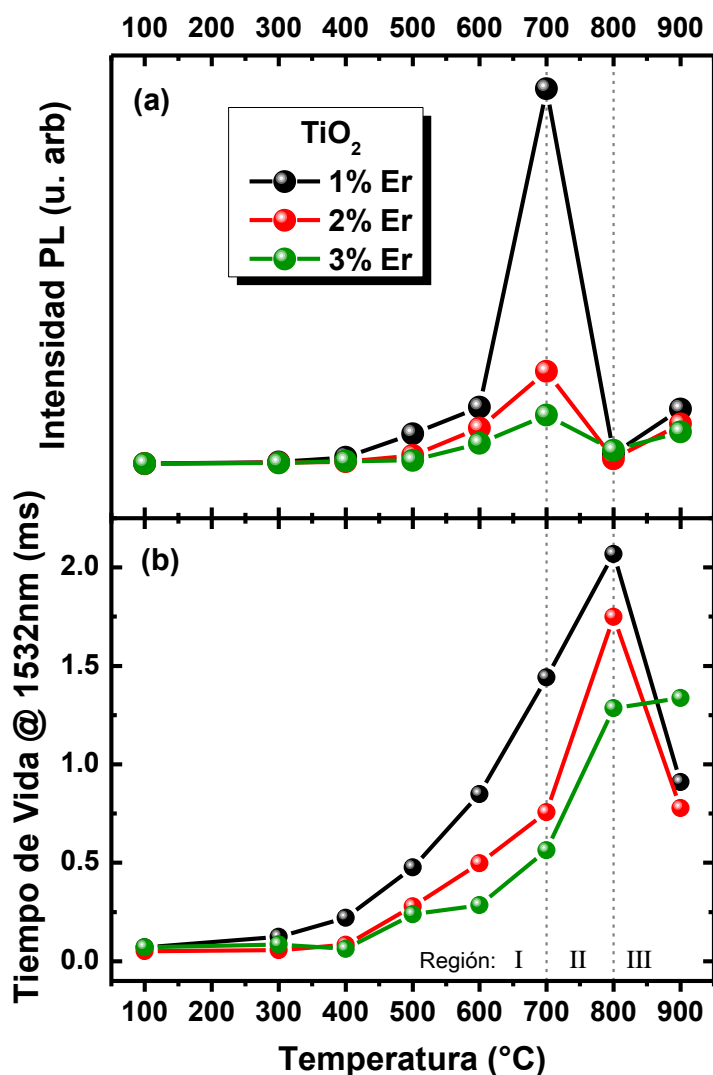 100 200 300 400 500 600 700 800 900
(a)
TiO2
1% Er
2% Er
3% Er
Intensidad PL (u. arb)
(b)
Tiempo de Vida @ 1532nm (ms)
2.0
1.5
1.0
0.5
0.0
Región: I II III
100 200 300 400 500 600 700 800 900
Temperatura (°C)